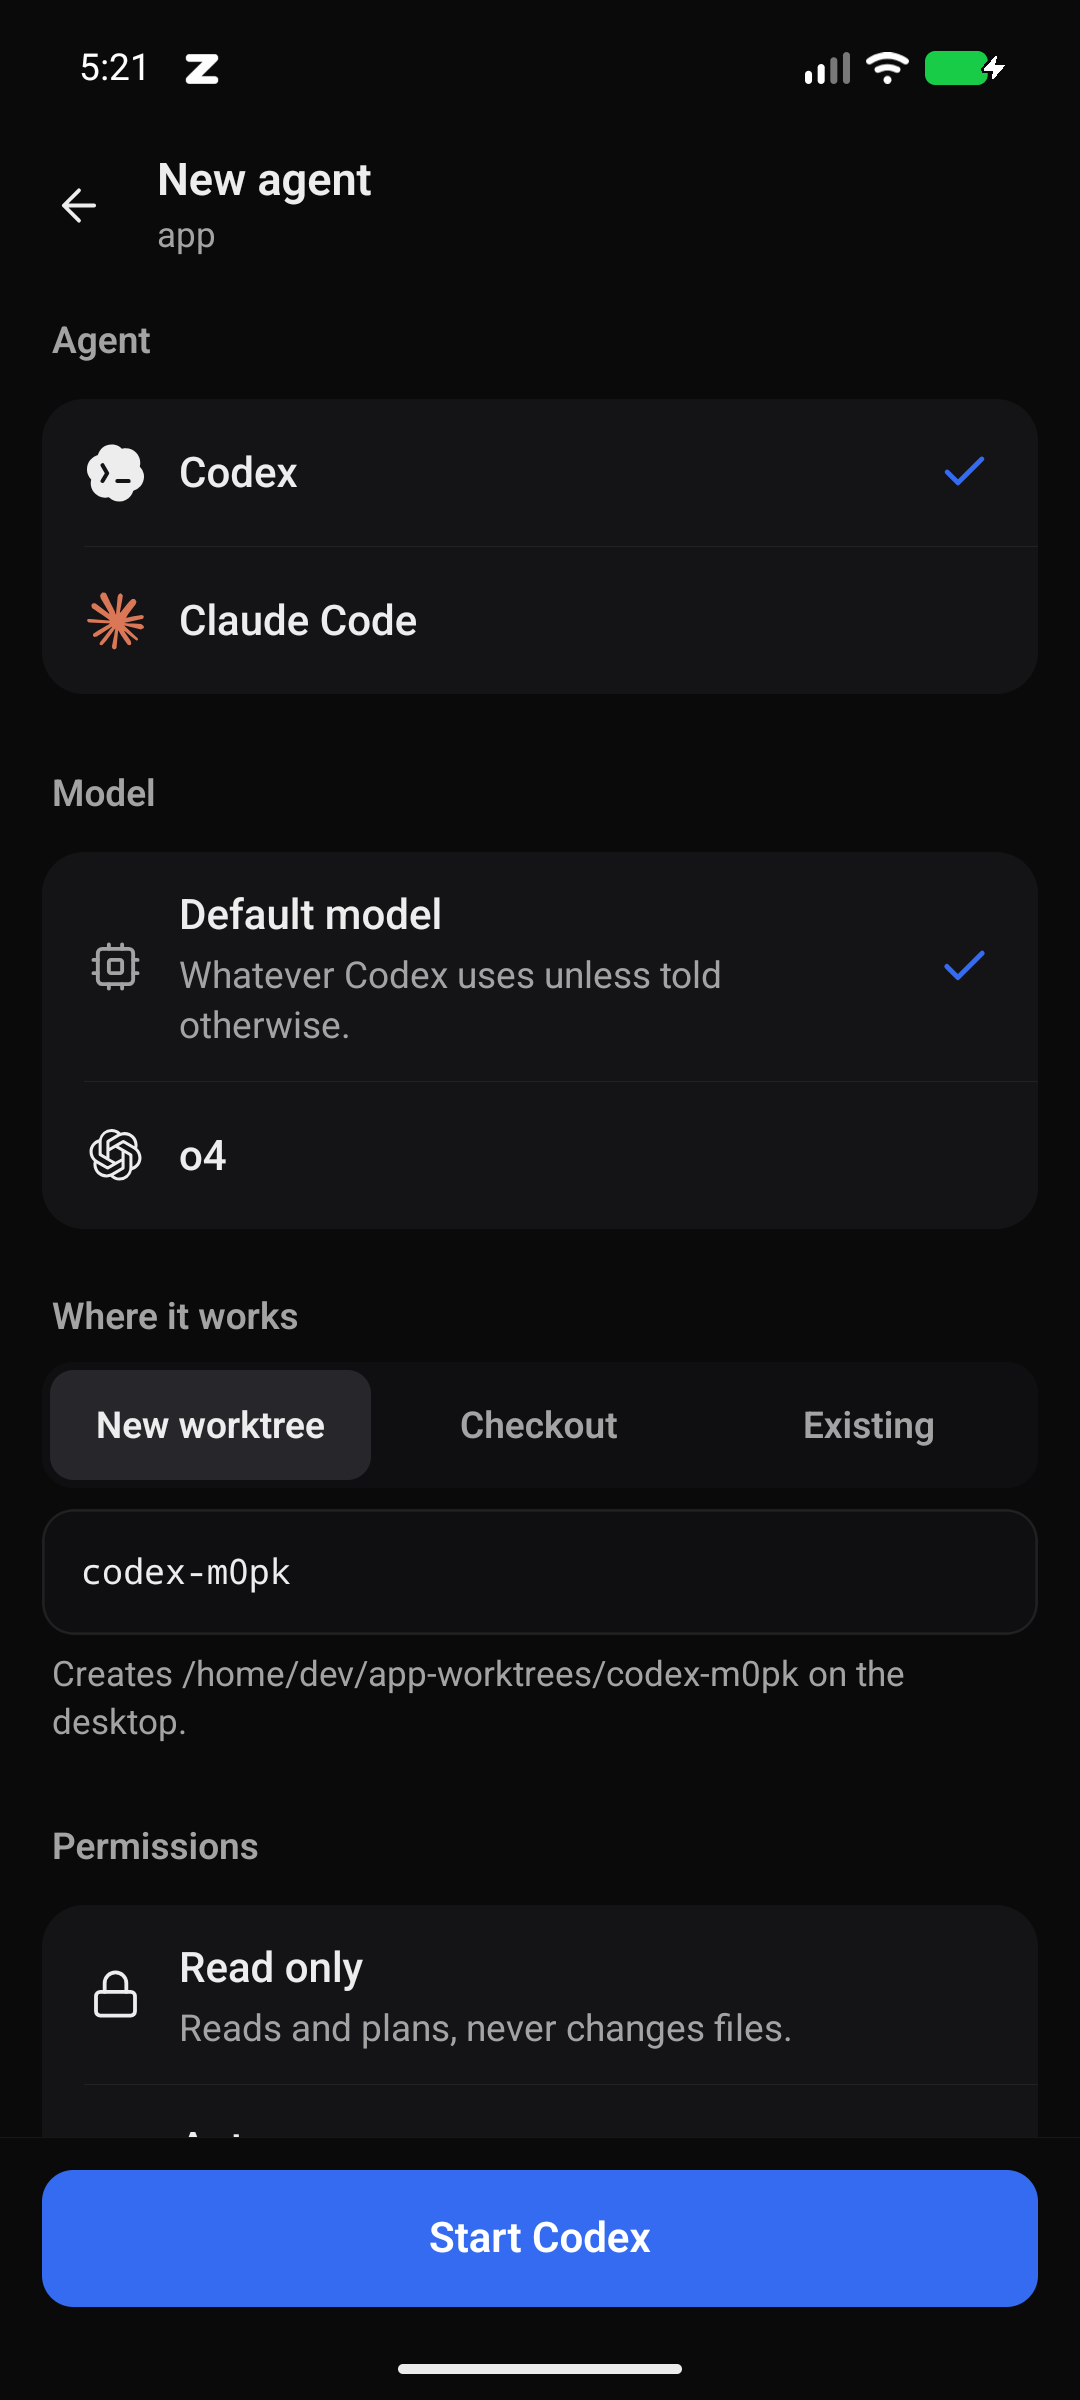 5:21
New agent
app
Agent
Codex
Claude Code
Model
Default model
Whatever Codex uses unless told
otherwise.
o4
Where it works
New worktree
Checkout
Existing
codex-m0pk
Creates /home/dev/app-worktrees/codex-m0pk on the
desktop.
Permissions
Read only
Reads and plans, never changes files.
Start Codex